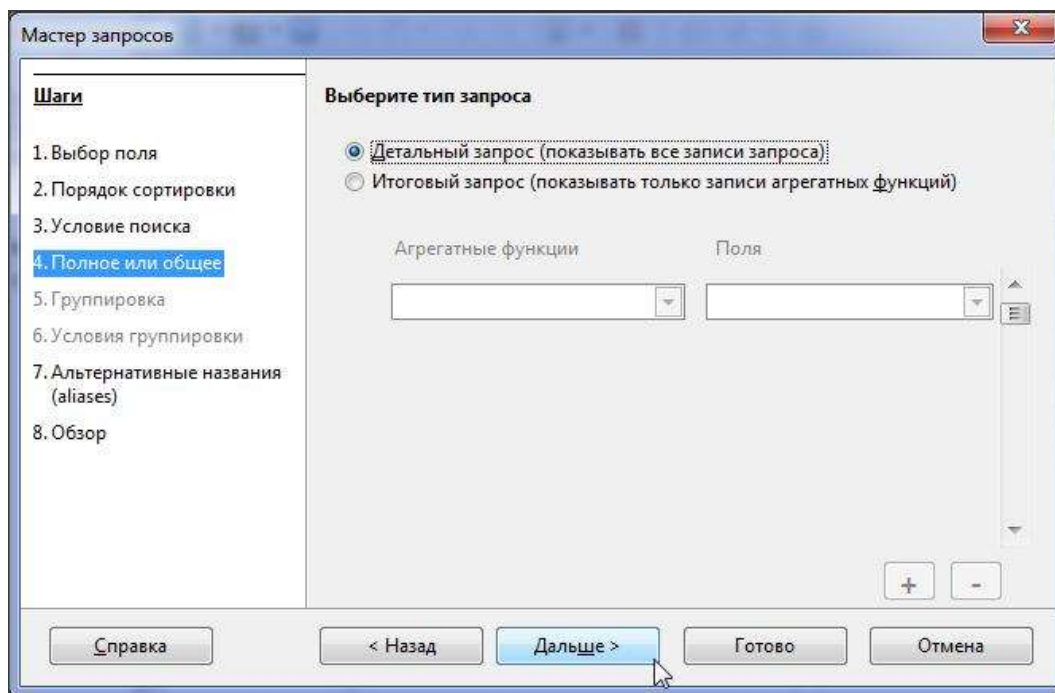 Мастер запросов
Шаги
1. Выбор поля
2. Порядок сортировки
3. Условие поиска
4. Полное или общее
5. Группировка
6. Условия группировки
7. Альтернативные названия
(aliases)
8. Обзор
Выберите тип запроса
Детальный запрос (показывать все записи запроса)
Итоговый запрос (показывать только записи агрегатных функций)
Агрегатные функции Поля
+ -
Справка < Назад Дальше > Готово Отмена